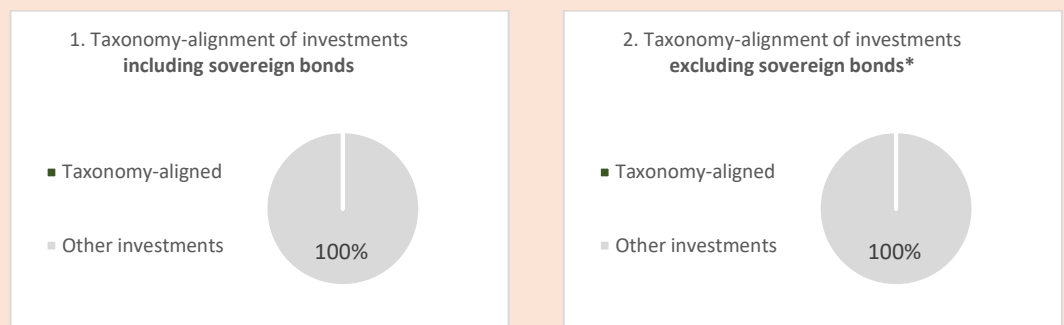 1. Taxonomy-alignment of investments
including sovereign bonds
Taxonomy-aligned
Other investments
100%
2. Taxonomy-alignment of investments
excluding sovereign bonds*
Taxonomy-aligned
Other investments
100%